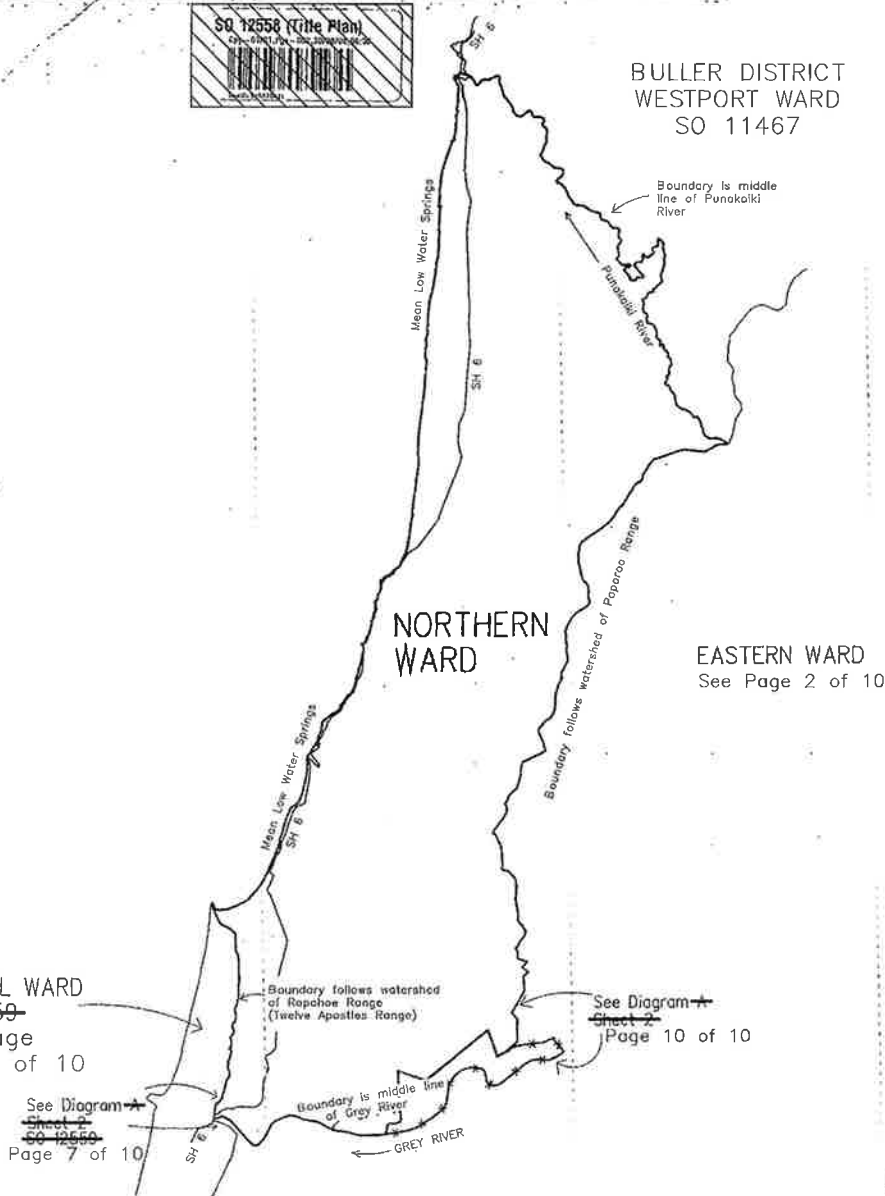 SO 12558 (Title Plan)
SH 6
BULLER DISTRICT
WESTPORT WARD
SO 11467
Boundary is middle
line of Punakaiki
River
Mean Low Water Springs
Punakaiki River
SH 6
NORTHERN
WARD
Boundary follows watershed of Paparoa Range
EASTERN WARD
See Page 2 of 10
Mean Low Water Springs
SH 6
L WARD
59
age
of 10
Boundary follows watershed
of Rapahoe Range
(Twelve Apostles Range)
See Diagram A
Sheet 2
Page 10 of 10
See Diagram A
Sheet 2
SO 12559
Page 7 of 10
Boundary is middle line
of Grey River
GREY RIVER
SH 6